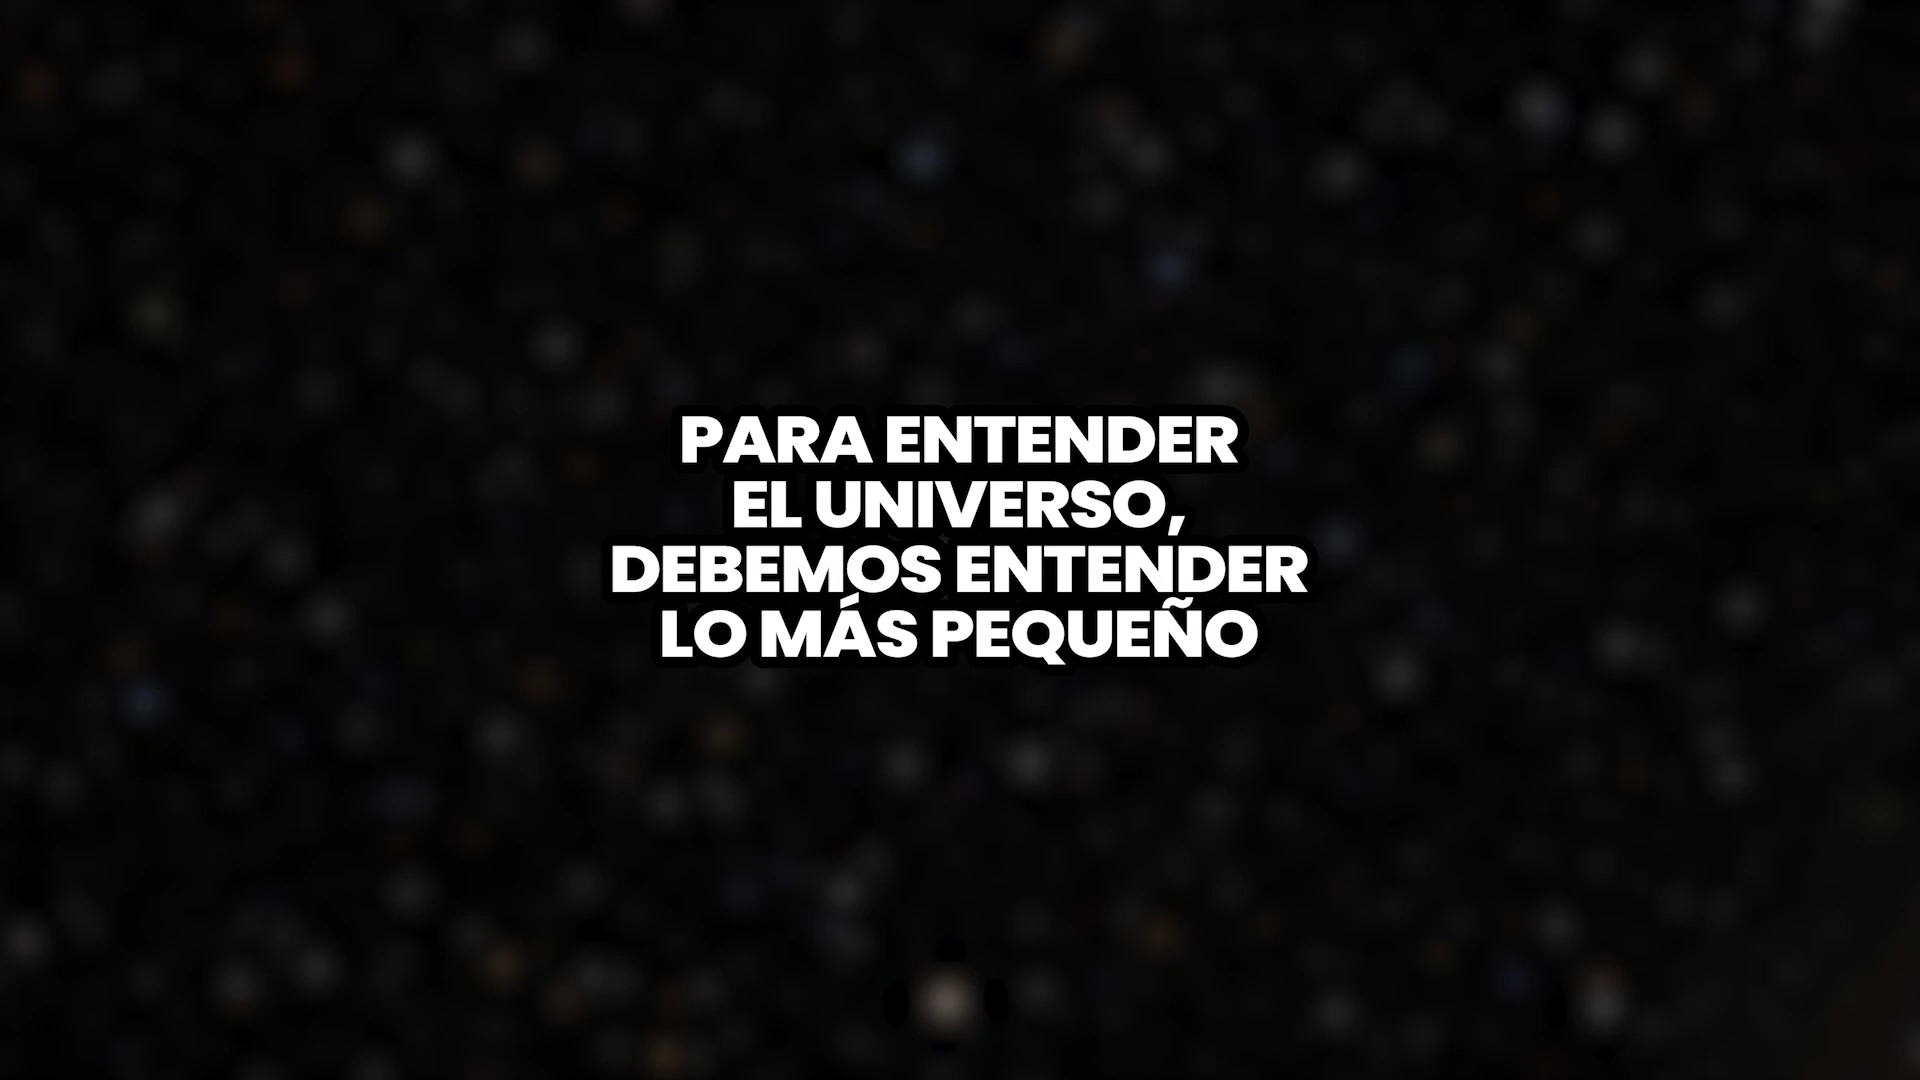 PARA ENTENDER
EL UNIVERSO,
DEBEMOS ENTENDER
LO MÁS PEQUEÑO